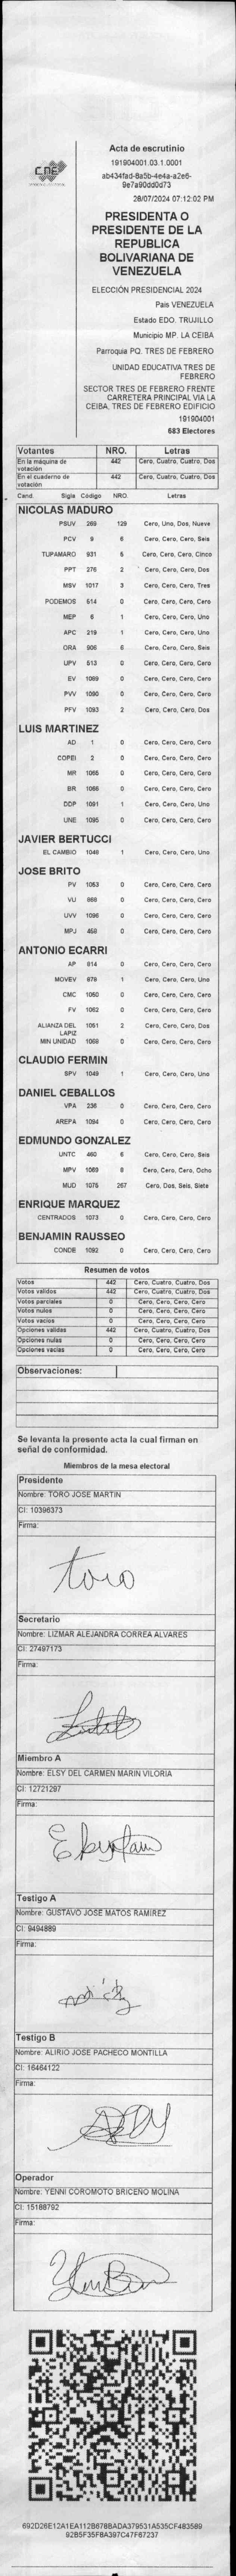 CNE
Acta de escrutinio
191904001.03.1.0001
ab434fad-8a5b-4e4a-a2e6-
9e7a90dd0d73
28/07/2024 07:12:02 PM
PRESIDENTA O
PRESIDENTE DE LA
REPUBLICA
BOLIVARIANA DE
VENEZUELA
ELECCIÓN PRESIDENCIAL 2024
Pais VENEZUELA
Estado EDO. TRUJILLO
Municipio MP. LA CEIBA
Parroquia PQ. TRES DE FEBRERO
UNIDAD EDUCATIVA TRES DE
FEBRERO
SECTOR TRES DE FEBRERO FRENTE
CARRETERA PRINCIPAL VIA LA
CEIBA. TRES DE FEBRERO EDIFICIO
191904001
683 Electores
Votantes NRO. Letras
En la máquina de votación 442 Cero, Cuatro, Cuatro, Dos
En el cuaderno de votación 442 Cero, Cuatro, Cuatro, Dos
Cand. Sigla Código NRO. Letras
NICOLAS MADURO
PSUV 269 129 Cero, Uno, Dos, Nueve
PCV 9 6 Cero, Cero, Cero, Seis
TUPAMARO 931 5 Cero, Cero, Cero, Cinco
PPT 276 2 Cero, Cero, Cero, Dos
MSV 1017 3 Cero, Cero, Cero, Tres
PODEMOS 514 0 Cero, Cero, Cero, Cero
MEP 6 1 Cero, Cero, Cero, Uno
APC 219 1 Cero, Cero, Cero, Uno
ORA 906 6 Cero, Cero, Cero, Seis
UPV 513 0 Cero, Cero, Cero, Cero
EV 1089 0 Cero, Cero, Cero, Cero
PVV 1090 0 Cero, Cero, Cero, Cero
PFV 1093 2 Cero, Cero, Cero, Dos
LUIS MARTINEZ
AD 1 0 Cero, Cero, Cero, Cero
COPEI 2 0 Cero, Cero, Cero, Cero
MR 1065 0 Cero, Cero, Cero, Cero
BR 1086 0 Cero, Cero, Cero, Cero
DDP 1091 1 Cero, Cero, Cero, Uno
UNE 1095 0 Cero, Cero, Cero, Cero
JAVIER BERTUCCI
EL CAMBIO 1048 1 Cero, Cero, Cero, Uno
JOSE BRITO
PV 1053 0 Cero, Cero, Cero, Cero
VU 868 0 Cero, Cero, Cero, Cero
UVV 1096 0 Cero, Cero, Cero, Cero
MPJ 458 0 Cero, Cero, Cero, Cero
ANTONIO ECARRI
AP 814 0 Cero, Cero, Cero, Cero
MOVEV 979 1 Cero, Cero, Cero, Uno
CMC 1050 0 Cero, Cero, Cero, Cero
FV 1062 0 Cero, Cero, Cero, Cero
ALIANZA DEL LAPIZ 1051 2 Cero, Cero, Cero, Dos
MIN UNIDAD 1068 0 Cero, Cero, Cero, Cero
CLAUDIO FERMIN
SPV 1049 1 Cero, Cero, Cero, Uno
DANIEL CEBALLOS
VPA 236 0 Cero, Cero, Cero, Cero
AREPA 1094 0 Cero, Cero, Cero, Cero
EDMUNDO GONZALEZ
UNTC 460 6 Cero, Cero, Cero, Seis
MPV 1069 8 Cero, Cero, Cero, Ocho
MUD 1075 267 Cero, Dos, Seis, Siete
ENRIQUE MARQUEZ
CENTRADOS 1073 0 Cero, Cero, Cero, Cero
BENJAMIN RAUSSEO
CONDE 1092 0 Cero, Cero, Cero, Cero
Resumen de votos
Votos 442 Cero, Cuatro, Cuatro, Dos
Votos validos 442 Cero, Cuatro, Cuatro, Dos
Votos parciales 0 Cero, Cero, Cero, Cero
Votos nulos 0 Cero, Cero, Cero, Cero
Votos vacios 0 Cero, Cero, Cero, Cero
Opciones validas 442 Cero, Cuatro, Cuatro, Dos
Opciones nulas 0 Cero, Cero, Cero, Cero
Opciones vacias 0 Cero, Cero, Cero, Cero
Observaciones:
Se levanta la presente acta la cual firman en
señal de conformidad.
Miembros de la mesa electoral
Presidente
Nombre: TORO JOSE MARTIN
CI: 10396373
Firma:
toro
Secretario
Nombre: LIZMAR ALEJANDRA CORREA ALVARES
CI: 27497173
Firma:
Miembro A
Nombre: ELSY DEL CARMEN MARIN VILORIA
CI: 12721297
Firma:
Testigo A
Nombre: GUSTAVO JOSE MATOS RAMIREZ
CI: 9494889
Firma:
Testigo B
Nombre: ALIRIO JOSE PACHECO MONTILLA
CI: 16464122
Firma:
Operador
Nombre: YENNI COROMOTO BRICEÑO MOLINA
CI: 15188792
Firma:
692D26E12A1EA112B678BADA379531A535CF483589
92B5F35F8A397C47F67237